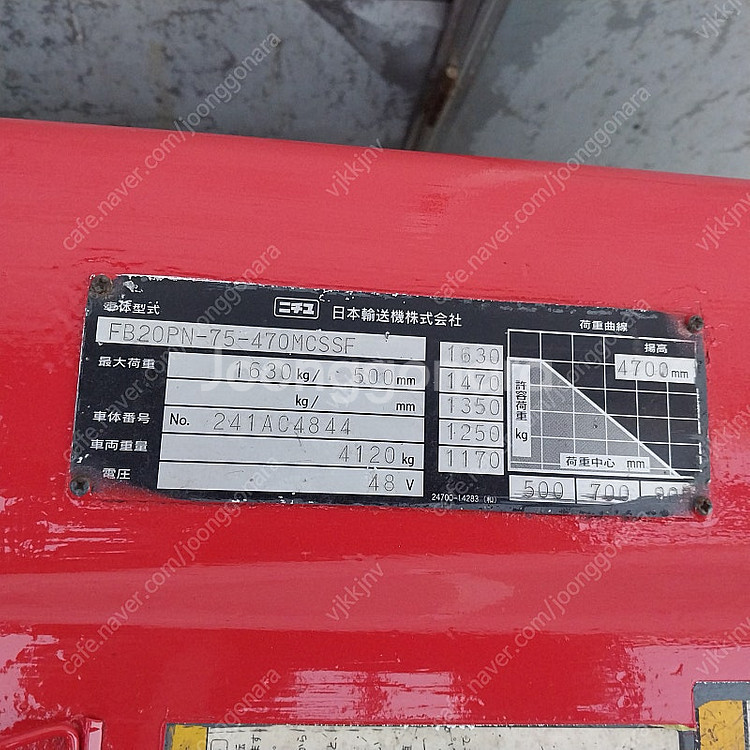 ニチユ 日本輸送機株式会社
車体型式
FB20PN-75-470MCSSF
最大荷重
1630 kg/ 500 mm
kg/ mm
車体番号
No. 241AC4844
車両重量
4120 kg
電圧
48 V
1630
1470
1350
1250
1170
荷重曲線
揚高
4700 mm
許容荷重 kg
荷重中心 mm
500 700
24700-14283 (和)
Joonggonara
cafe.naver.com/joonggonara
vjkkjnv